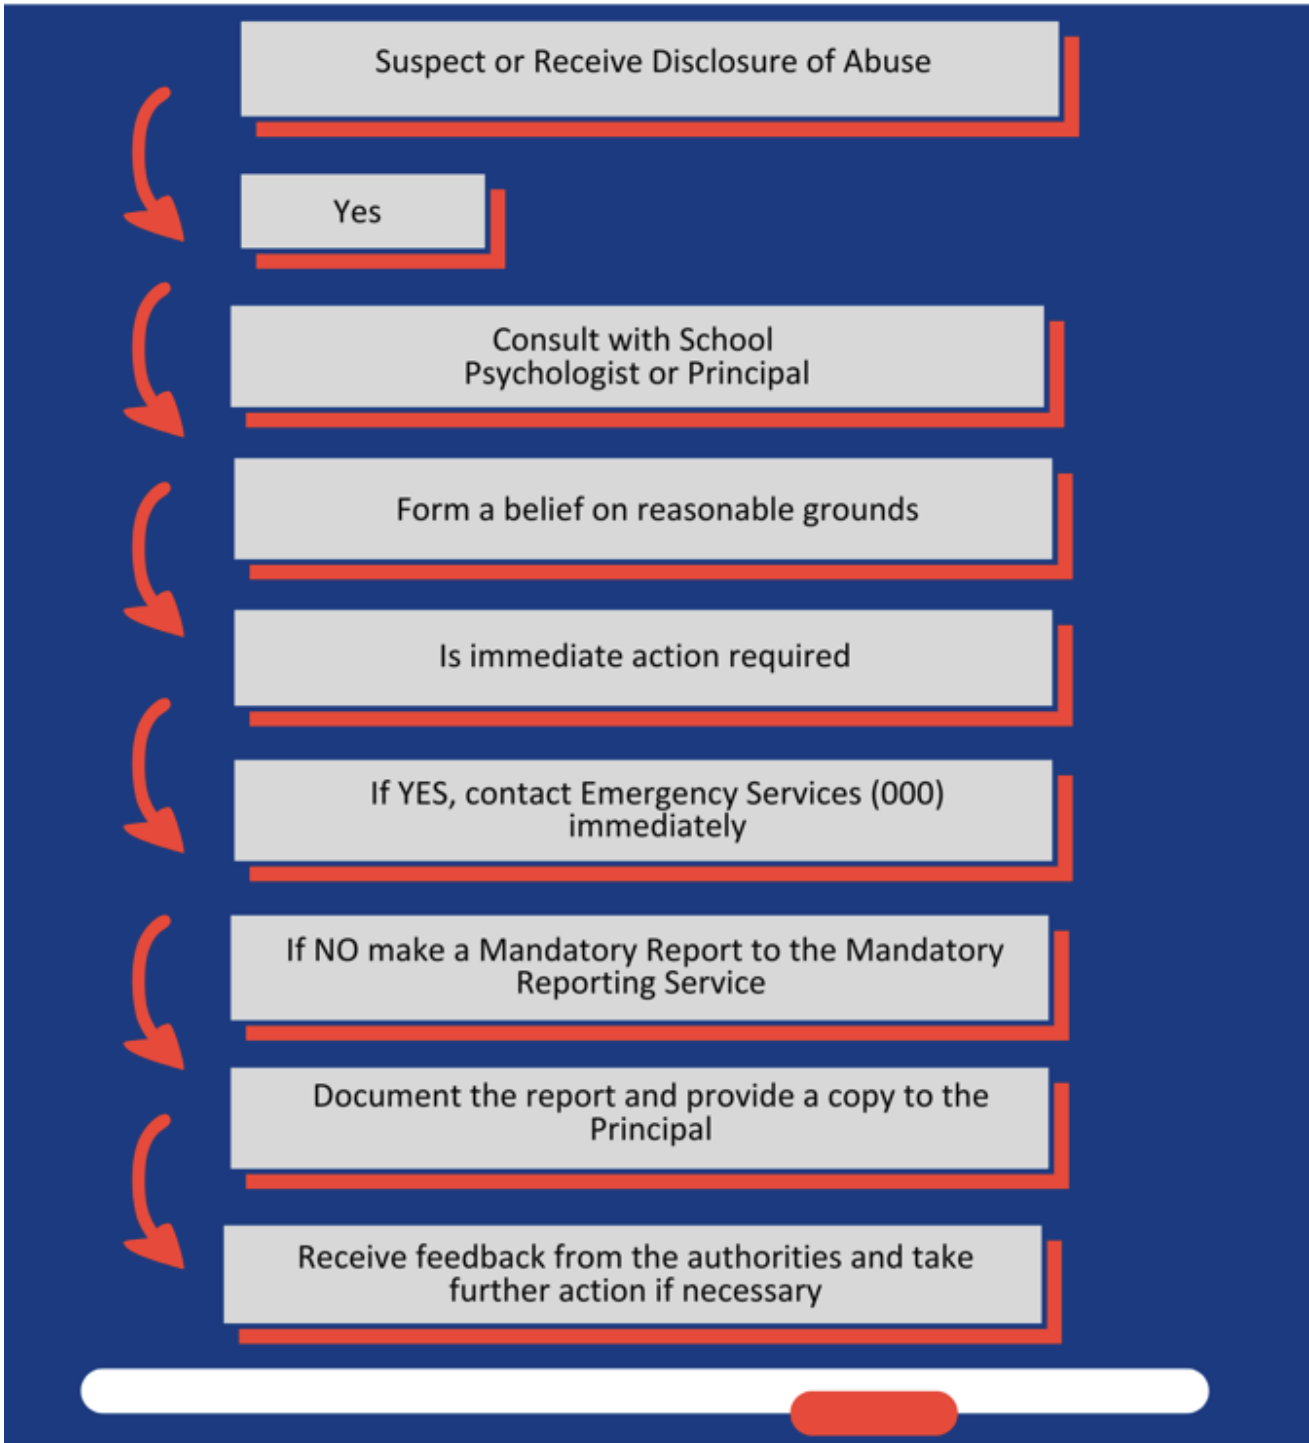 Suspect or Receive Disclosure of Abuse
Yes
Consult with School
Psychologist or Principal
Form a belief on reasonable grounds
Is immediate action required
If YES, contact Emergency Services (000)
immediately
If NO make a Mandatory Report to the Mandatory
Reporting Service
Document the report and provide a copy to the
Principal
Receive feedback from the authorities and take
further action if necessary